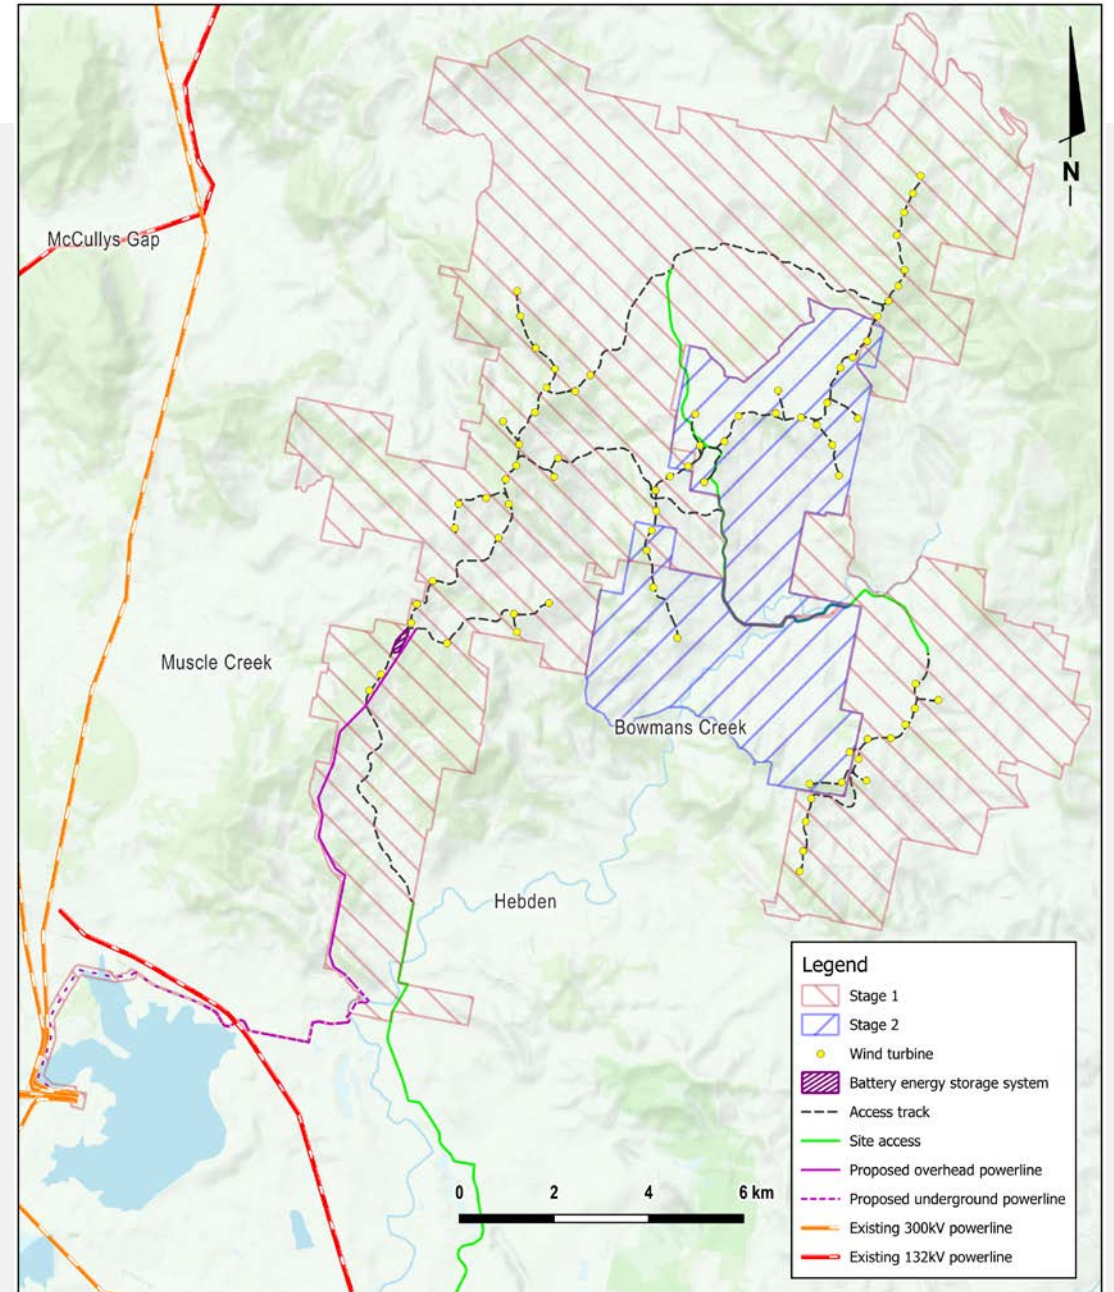 N
McCullys Gap
Muscle Creek
Bowmans Creek
Hebden
0 2 4 6 km
Legend
Stage 1
Stage 2
Wind turbine
Battery energy storage system
Access track
Site access
Proposed overhead powerline
Proposed underground powerline
Existing 300kV powerline
Existing 132kV powerline